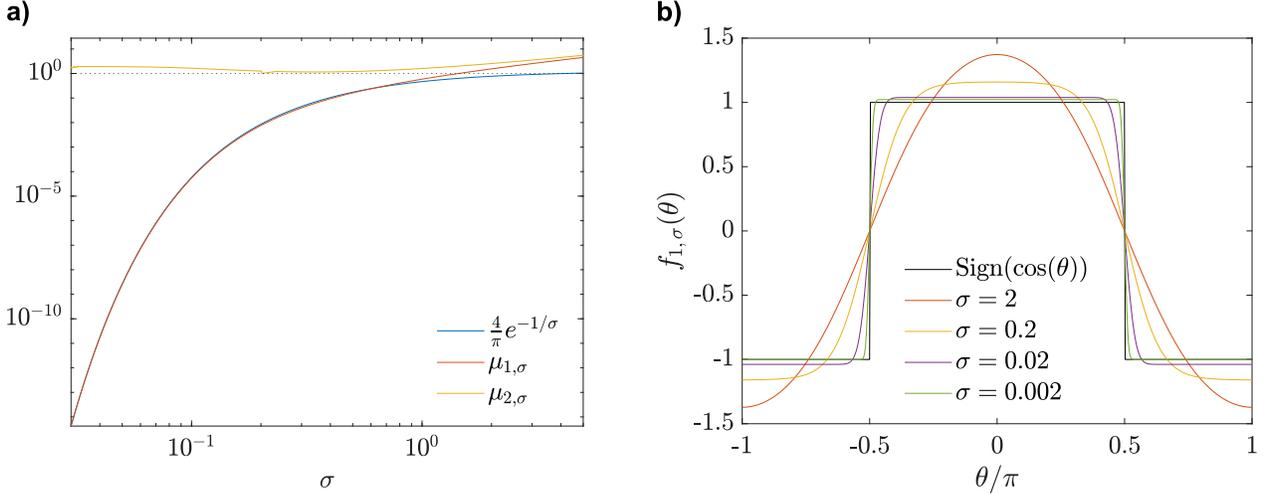 a)
10^0
10^{-5}
10^{-10}
10^{-1}
10^0
σ
4/π e^{-1/σ}
μ_{1,σ}
μ_{2,σ}
b)
1.5
1
0.5
0
-0.5
-1
-1.5
-1
-0.5
0
0.5
1
f_{1,σ}(θ)
θ/π
Sign(cos(θ))
σ = 2
σ = 0.2
σ = 0.02
σ = 0.002